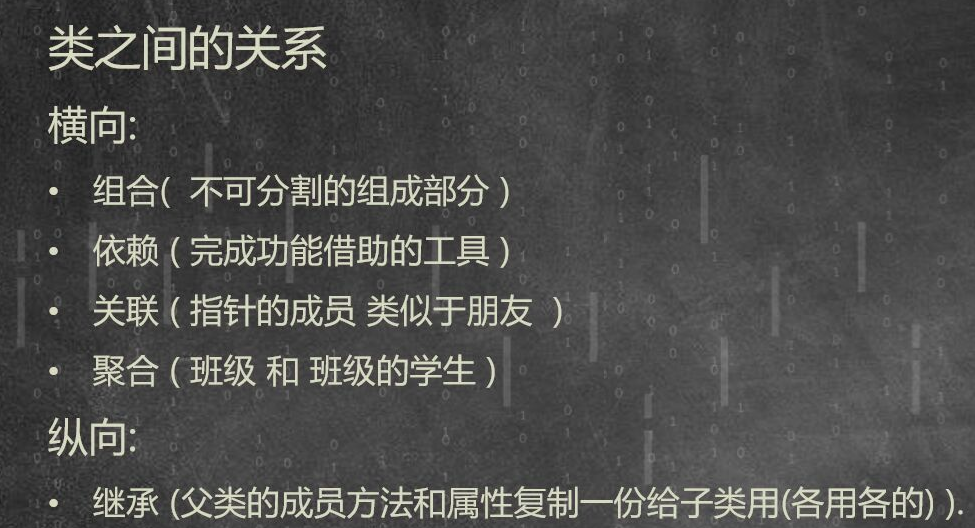 类之间的关系
横向:
• 组合( 不可分割的组成部分 )
• 依赖 ( 完成功能借助的工具 )
• 关联 ( 指针的成员 类似于朋友 )
• 聚合 ( 班级 和 班级的学生 )
纵向:
• 继承 (父类的成员方法和属性复制一份给子类用(各用各的) ).